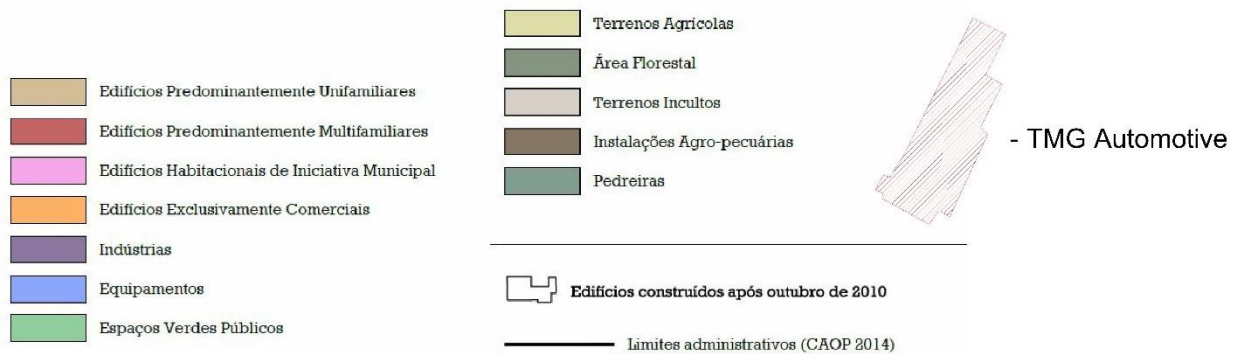 Edifícios Predominantemente Unifamiliares
Edifícios Predominantemente Multifamiliares
Edifícios Habitacionais de Iniciativa Municipal
Edifícios Exclusivamente Comerciais
Indústrias
Equipamentos
Espaços Verdes Públicos
Terrenos Agrícolas
Área Florestal
Terrenos Incultos
Instalações Agro-pecuárias
Pedreiras
Edifícios construídos após outubro de 2010
Limites administrativos (CAOP 2014)
- TMG Automotive